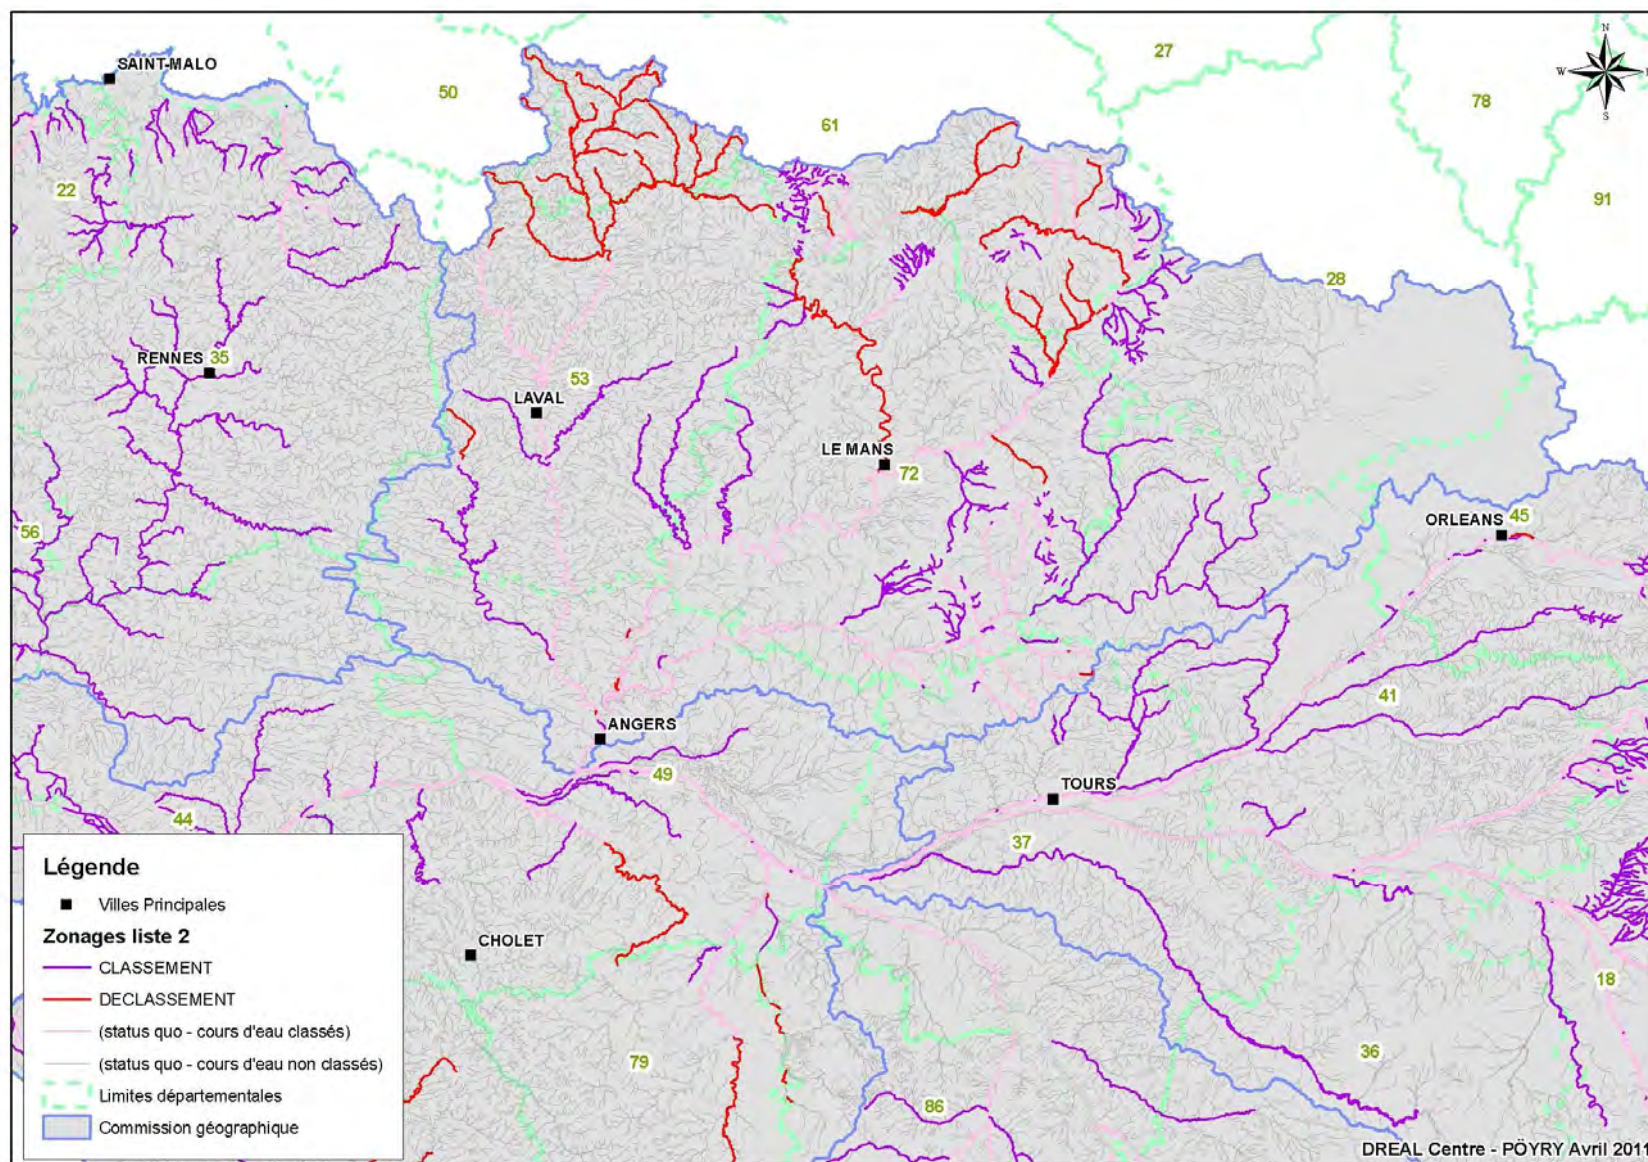 N
W
S
SAINT-MALO
50
27
78
61
91
22
28
RENNES 35
53
LAVAL
LE MANS
72
56
ORLEANS 45
41
ANGERS
49
TOURS
44
37
CHOLET
18
79
36
86
Légende
Villes Principales
Zonages liste 2
CLASSEMENT
DECLASSEMENT
(status quo - cours d'eau classés)
(status quo - cours d'eau non classés)
Limites départementales
Commission géographique
DREAL Centre - PÖYRY Avril 2011